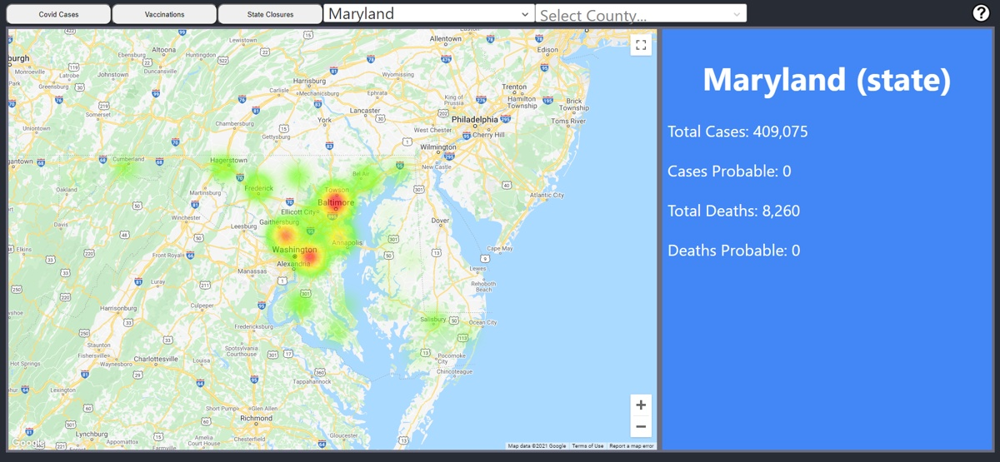 Covid Cases
Vaccinations
State Closures
Maryland
Select County...
?
Maryland (state)
Total Cases: 409,075
Cases Probable: 0
Total Deaths: 8,260
Deaths Probable: 0
Allentown
Edison
Lewistown
Altoona
Ebensburg
Huntingdon
burgh
Monroeville
Latrobe
Johnstown
Duncansville
Harrisburg
Ephrata
Wyomissing
Trenton
Hamilton
Township
Brick
Township
Toms River
Carlisle
Mechanicsburg
King of
Prussia
Somerset
Lancaster
Philadelphia
Cherry Hill
West Chester
Uniontown
Chambersburg
York
Gettysburg
Wilmington
New Castle
gantown
Cumberland
Hagerstown
Bel Air
Oakland
Martinsburg
Frederick
Towson
Baltimore
Atlantic City
Winchester
Ellicott City
Leesburg
Gaithersburg
Dover
Davis
Elkins
Annapolis
Washington
Front Royal
Alexandria
Cape May
Manassas
Lewes
Luray
Rehoboth
Beach
Harrisonburg
Culpeper
Salisbury
Ocean City
Fredericksburg
Staunton
Spotsylvania
Courthouse
Fishersville
Waynesboro
Charlottesville
Louisa
Pocomoke
City
Chincoteague
Hot Springs
Tappahannock
Lexington
Short Pump
Glen Allen
Richmond
Lynchburg
Appomattox
Amelia
Court House
Chesterfield
Gloucester
Google
Map data ©2021 Google
Terms of Use
Report a map error